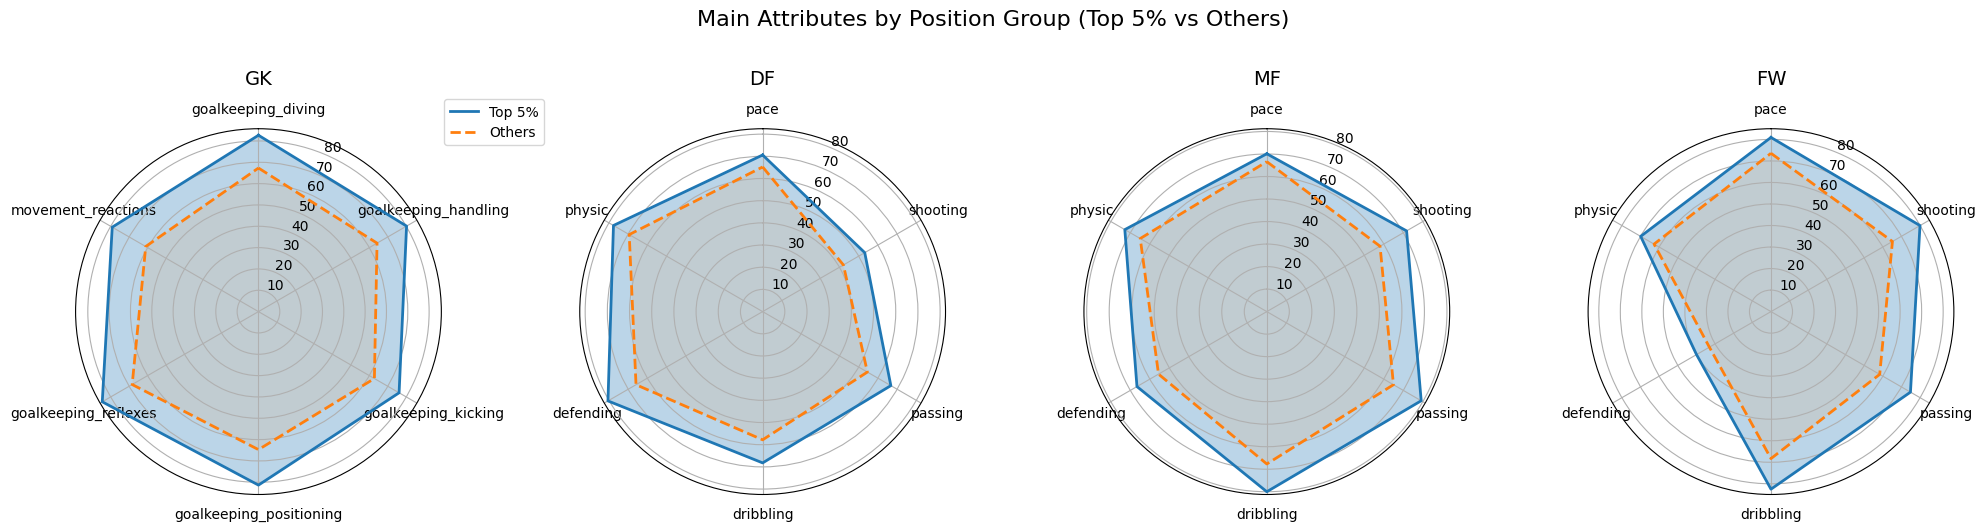 Main Attributes by Position Group (Top 5% vs Others)
GK
goalkeeping_diving
goalkeeping_handling
goalkeeping_kicking
goalkeeping_positioning
goalkeeping_reflexes
movement_reactions
10
20
30
40
50
60
70
80
Top 5%
Others
DF
pace
shooting
passing
dribbling
defending
physic
10
20
30
40
50
60
70
80
MF
pace
shooting
passing
dribbling
defending
physic
10
20
30
40
50
60
70
80
FW
pace
shooting
passing
dribbling
defending
physic
10
20
30
40
50
60
70
80